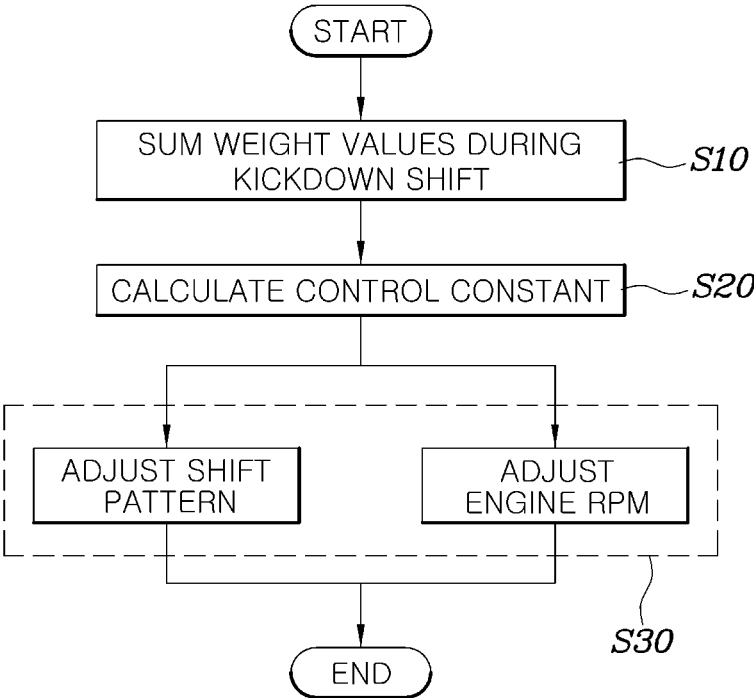 START
SUM WEIGHT VALUES DURING
KICKDOWN SHIFT
S10
CALCULATE CONTROL CONSTANT
S20
ADJUST SHIFT
PATTERN
ADJUST
ENGINE RPM
S30
END